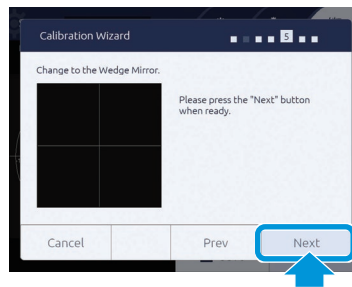 Calibration Wizard
5
Change to the Wedge Mirror.
Please press the "Next" button
when ready.
Cancel
Prev
Next